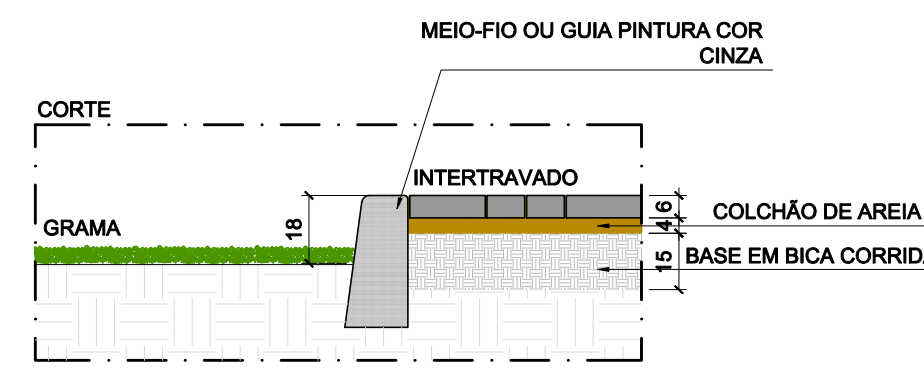 MEIO-FIO OU GUIA PINTURA COR
CINZA
CORTE
INTERTRAVADO
GRAMA
18
6
4
15
COLCHÃO DE AREIA
BASE EM BICA CORRIDA